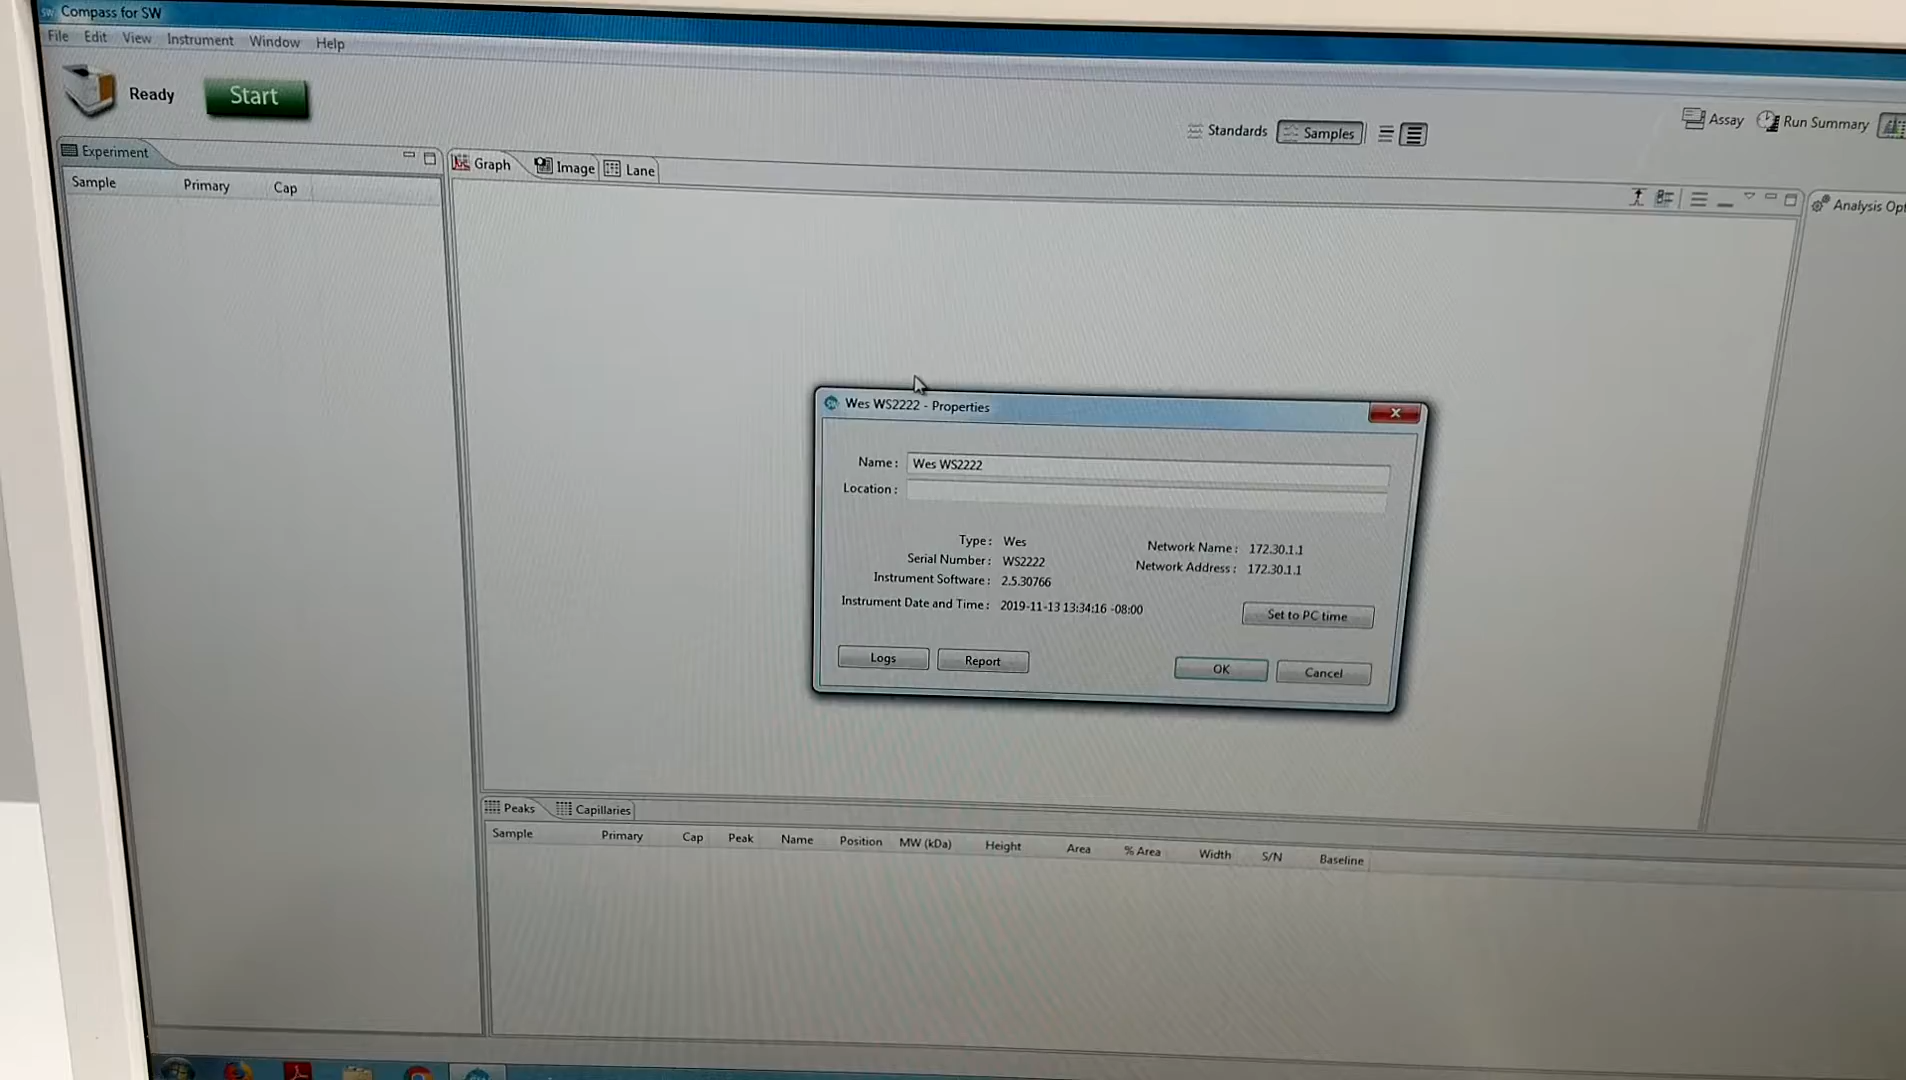 Compass for SW
File Edit View Instrument Window Help
Ready Start
Standards Samples Assay Run Summary
Experiment
Sample Primary Cap
Graph Image Lane
Analysis Opt
Wes WS2222 - Properties
Name: Wes WS2222
Location:
Type: Wes
Serial Number: WS2222
Instrument Software: 2.5.30766
Instrument Date and Time: 2019-11-13 13:34:16 -08:00
Network Name: 172.30.1.1
Network Address: 172.30.1.1
Set to PC time
Logs Report OK Cancel
Peaks Capillaries
Sample Primary Cap Peak Name Position MW (kDa) Height Area % Area Width S/N Baseline